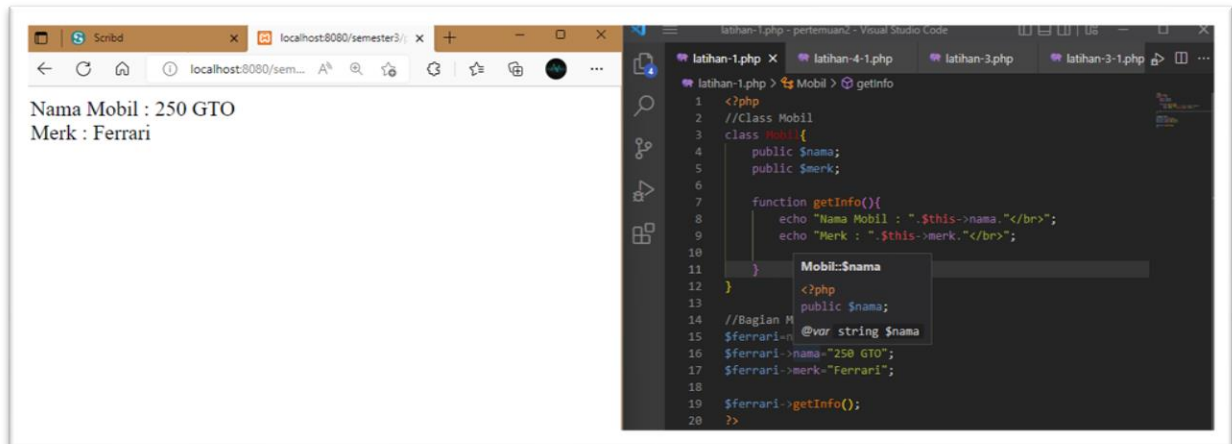 Scribd
localhost:8080/semester3/
localhost:8080/sem...
Nama Mobil : 250 GTO
Merk : Ferrari
latihan-1.php - pertemuan2 - Visual Studio Code
latihan-1.php
latihan-4-1.php
latihan-3.php
latihan-3-1.php
latihan-1.php > Mobil > getInfo
1 <?php
2 //Class Mobil
3 class Mobil{
4 public $nama;
5 public $merk;
6
7 function getInfo(){
8 echo "Nama Mobil : ".$this->nama."</br>";
9 echo "Merk : ".$this->merk."</br>";
10
11 }
12 }
13
14 //Bagian M
15 $ferrari=n
16 $ferrari->nama="250 GTO";
17 $ferrari->merk="Ferrari";
18
19 $ferrari->getInfo();
20 ?>
Mobil::$nama
<?php
public $nama;
@var string $nama